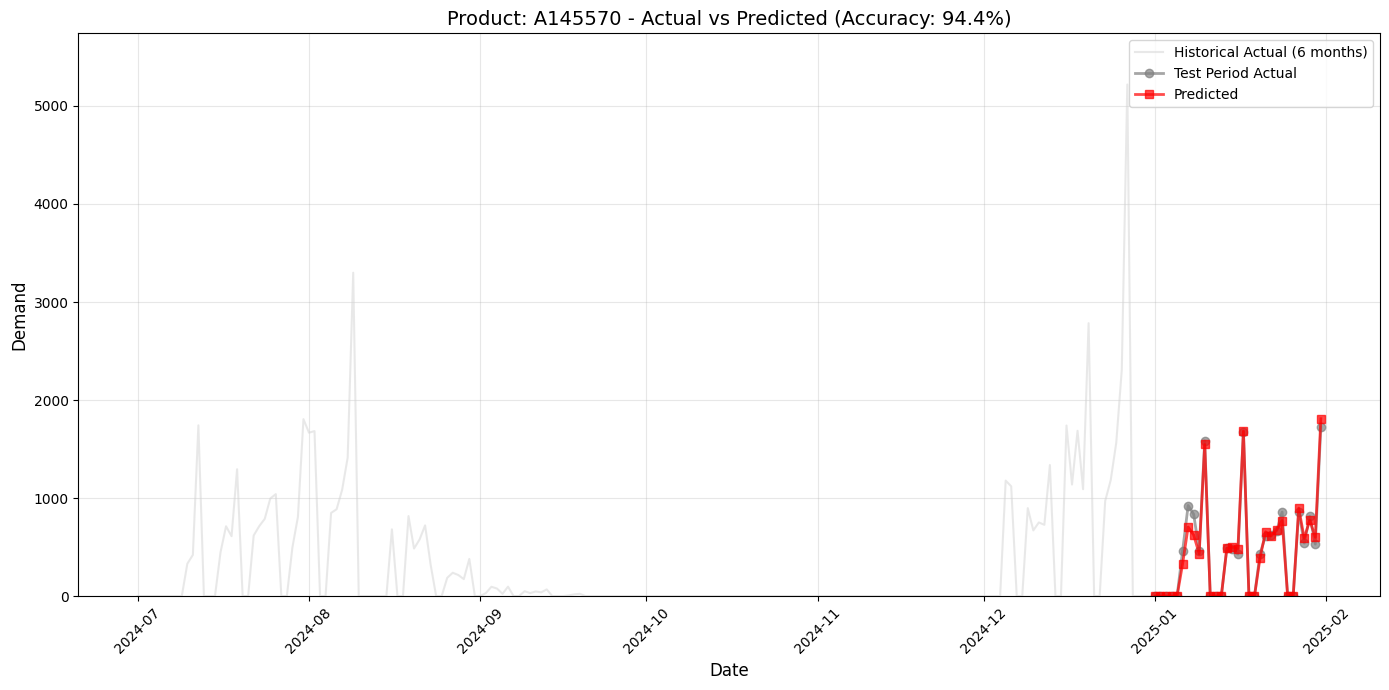 Product: A145570 - Actual vs Predicted (Accuracy: 94.4%)
Historical Actual (6 months)
Test Period Actual
Predicted
Demand
5000
4000
3000
2000
1000
0
2024-07
2024-08
2024-09
2024-10
2024-11
2024-12
2025-01
2025-02
Date